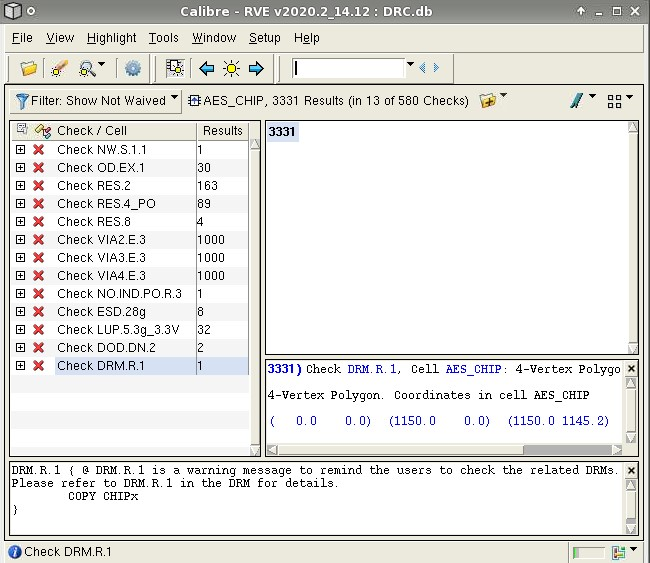 Calibre - RVE v2020.2_14.12 : DRC.db
File View Highlight Tools Window Setup Help
Filter: Show Not Waived AES_CHIP, 3331 Results (in 13 of 580 Checks)
Check / Cell Results
Check NW.S.1.1 1
Check OD.EX.1 30
Check RES.2 163
Check RES.4_PO 89
Check RES.8 4
Check VIA2.E.3 1000
Check VIA3.E.3 1000
Check VIA4.E.3 1000
Check NO.IND.PO.R.3 1
Check ESD.28g 8
Check LUP.5.3g_3.3V 32
Check DOD.DN.2 2
Check DRM.R.1 1
3331
3331) Check DRM.R.1, Cell AES_CHIP: 4-Vertex Polygo
4-Vertex Polygon. Coordinates in cell AES_CHIP
( 0.0 0.0) (1150.0 0.0) (1150.0 1145.2)
DRM.R.1 { @ DRM.R.1 is a warning message to remind the users to check the related DRMs.
Please refer to DRM.R.1 in the DRM for details.
COPY CHIPx
}
Check DRM.R.1